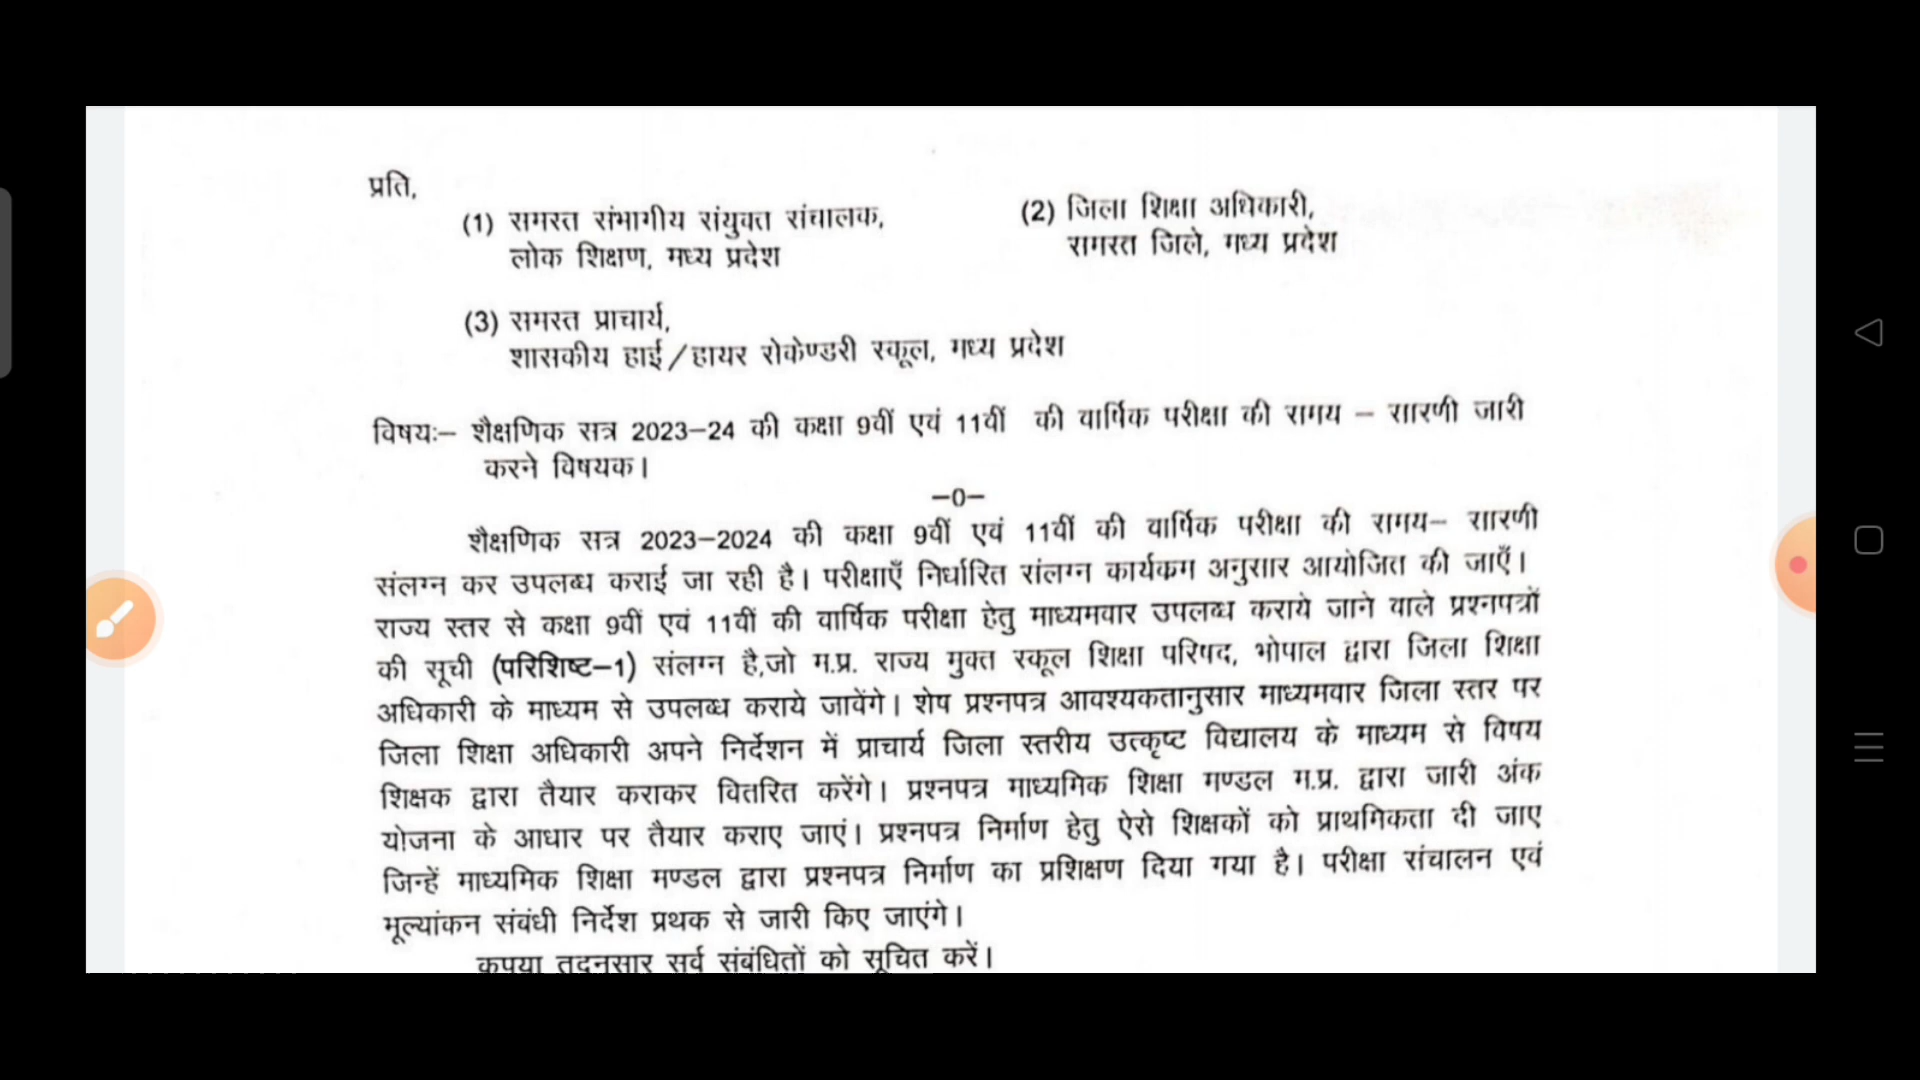 प्रति,
(1) समस्त संभागीय संयुक्त संचालक,
लोक शिक्षण, मध्य प्रदेश
(2) जिला शिक्षा अधिकारी,
समस्त जिले, मध्य प्रदेश
(3) समस्त प्राचार्य,
शासकीय हाई/हायर सेकेण्डरी स्कूल, मध्य प्रदेश
विषयः– शैक्षणिक सत्र 2023–24 की कक्षा 9वीं एवं 11वीं की वार्षिक परीक्षा की समय – सारणी जारी
करने विषयक।
–0–
शैक्षणिक सत्र 2023–2024 की कक्षा 9वीं एवं 11वीं की वार्षिक परीक्षा की समय– सारणी
संलग्न कर उपलब्ध कराई जा रही है। परीक्षाएँ निर्धारित संलग्न कार्यकम अनुसार आयोजित की जाएँ।
राज्य स्तर से कक्षा 9वीं एवं 11वीं की वार्षिक परीक्षा हेतु माध्यमवार उपलब्ध कराये जाने वाले प्रश्नपत्रों
की सूची (परिशिष्ट–1) संलग्न है,जो म.प्र. राज्य मुक्त स्कूल शिक्षा परिषद, भोपाल द्वारा जिला शिक्षा
अधिकारी के माध्यम से उपलब्ध कराये जावेंगे। शेष प्रश्नपत्र आवश्यकतानुसार माध्यमवार जिला स्तर पर
जिला शिक्षा अधिकारी अपने निर्देशन में प्राचार्य जिला स्तरीय उत्कृष्ट विद्यालय के माध्यम से विषय
शिक्षक द्वारा तैयार कराकर वितरित करेंगे। प्रश्नपत्र माध्यमिक शिक्षा मण्डल म.प्र. द्वारा जारी अंक
योजना के आधार पर तैयार कराए जाएं। प्रश्नपत्र निर्माण हेतु ऐसे शिक्षकों को प्राथमिकता दी जाए
जिन्हें माध्यमिक शिक्षा मण्डल द्वारा प्रश्नपत्र निर्माण का प्रशिक्षण दिया गया है। परीक्षा संचालन एवं
मूल्यांकन संबंधी निर्देश प्रथक से जारी किए जाएंगे।
कृपया तदनुसार सर्व संबंधितों को सूचित करें।